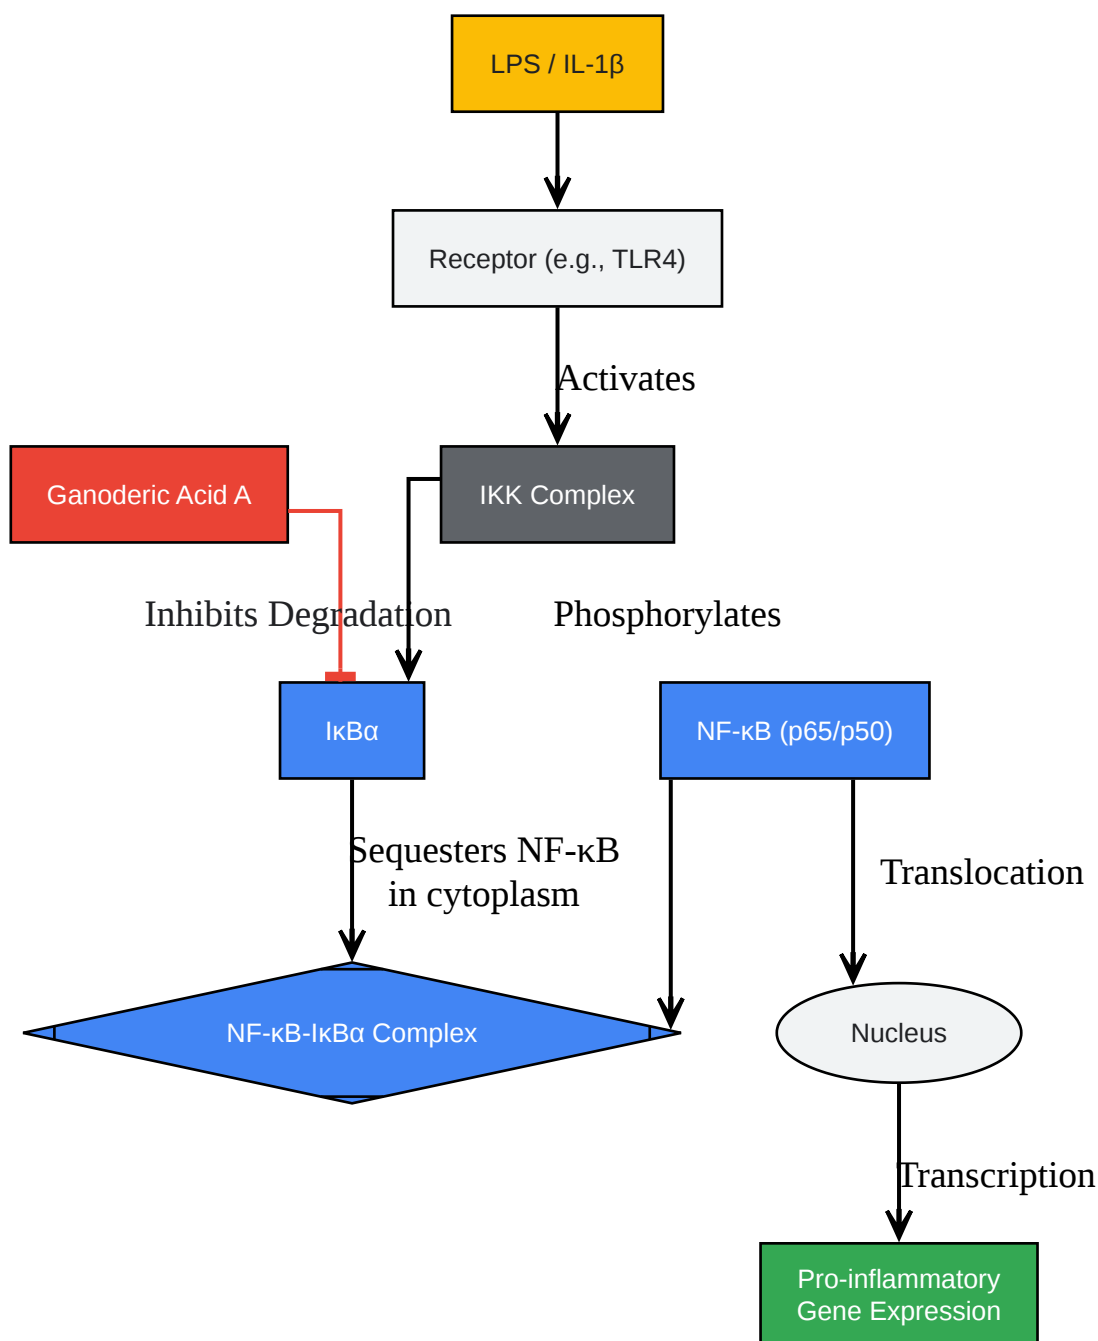 LPS / IL-1β
Receptor (e.g., TLR4)
Activates
Ganoderic Acid A
IKK Complex
Inhibits Degradation
Phosphorylates
IκBα
NF-κB (p65/p50)
Sequesters NF-κB
in cytoplasm
Translocation
NF-κB-IκBα Complex
Nucleus
Transcription
Pro-inflammatory
Gene Expression